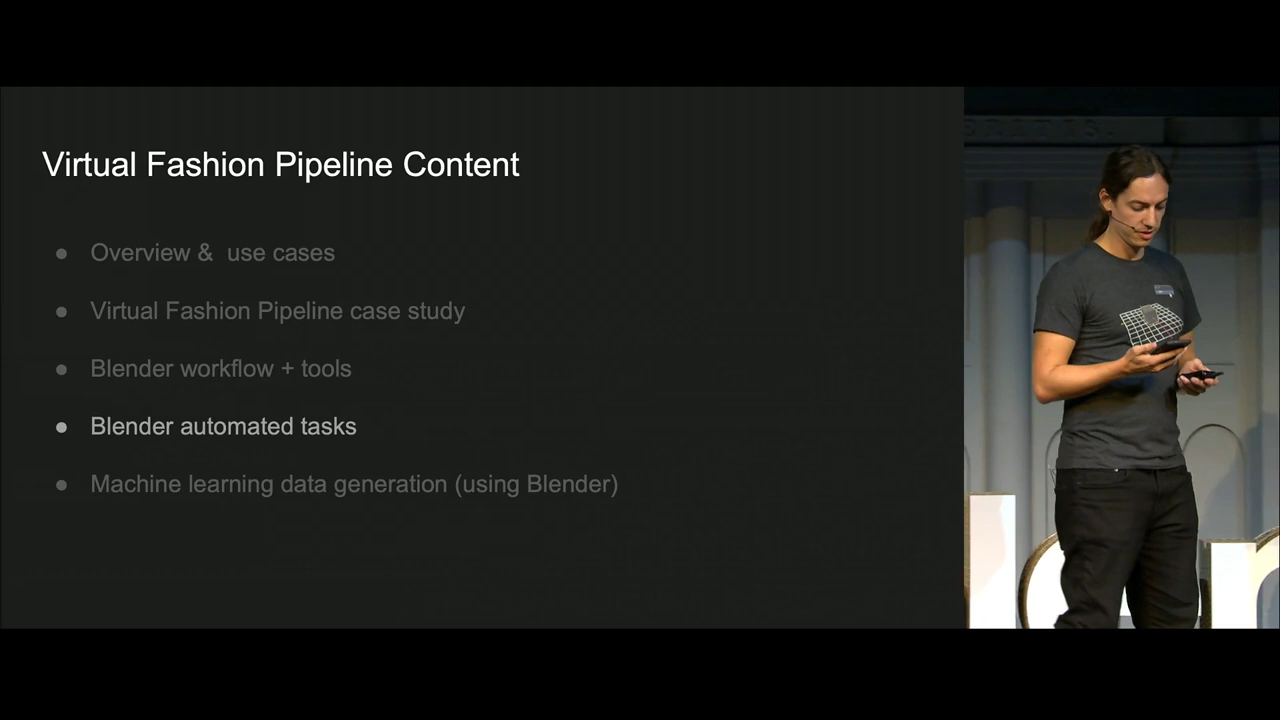 Virtual Fashion Pipeline Content
● Overview & use cases
● Virtual Fashion Pipeline case study
● Blender workflow + tools
● Blender automated tasks
● Machine learning data generation (using Blender)